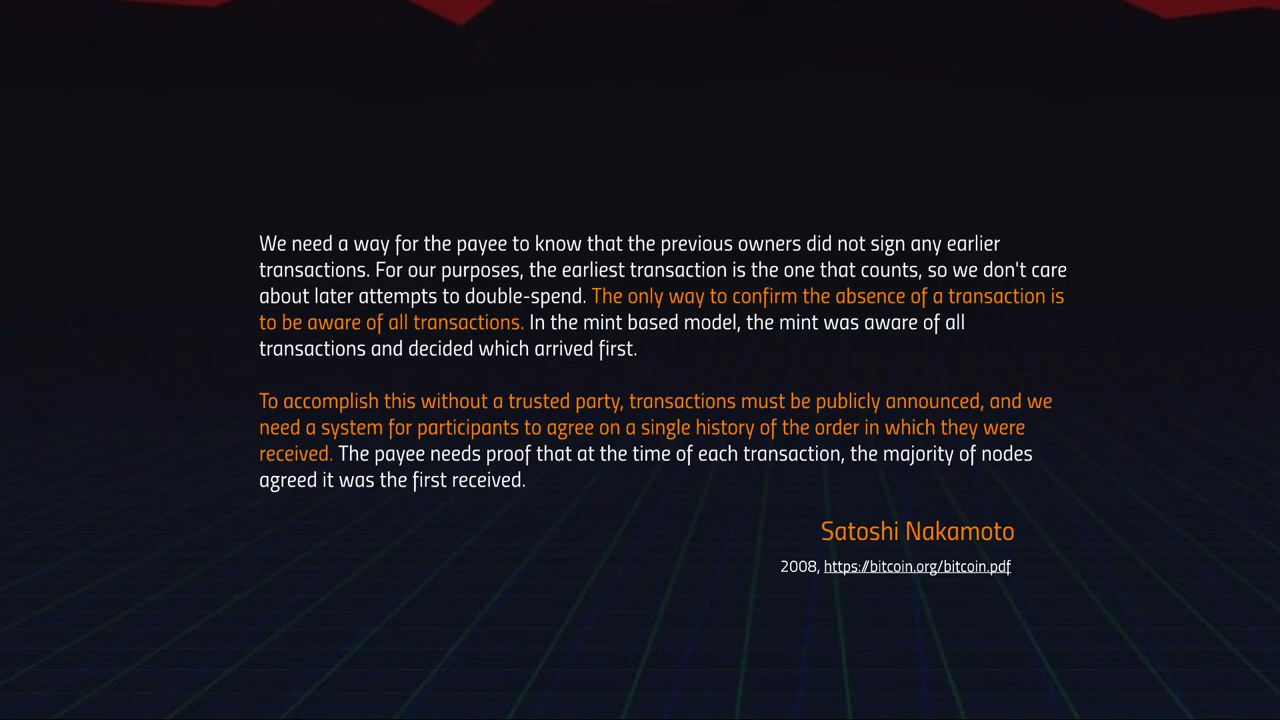 We need a way for the payee to know that the previous owners did not sign any earlier
transactions. For our purposes, the earliest transaction is the one that counts, so we don't care
about later attempts to double-spend. The only way to confirm the absence of a transaction is
to be aware of all transactions. In the mint based model, the mint was aware of all
transactions and decided which arrived first.
To accomplish this without a trusted party, transactions must be publicly announced, and we
need a system for participants to agree on a single history of the order in which they were
received. The payee needs proof that at the time of each transaction, the majority of nodes
agreed it was the first received.
Satoshi Nakamoto
2008, https://bitcoin.org/bitcoin.pdf